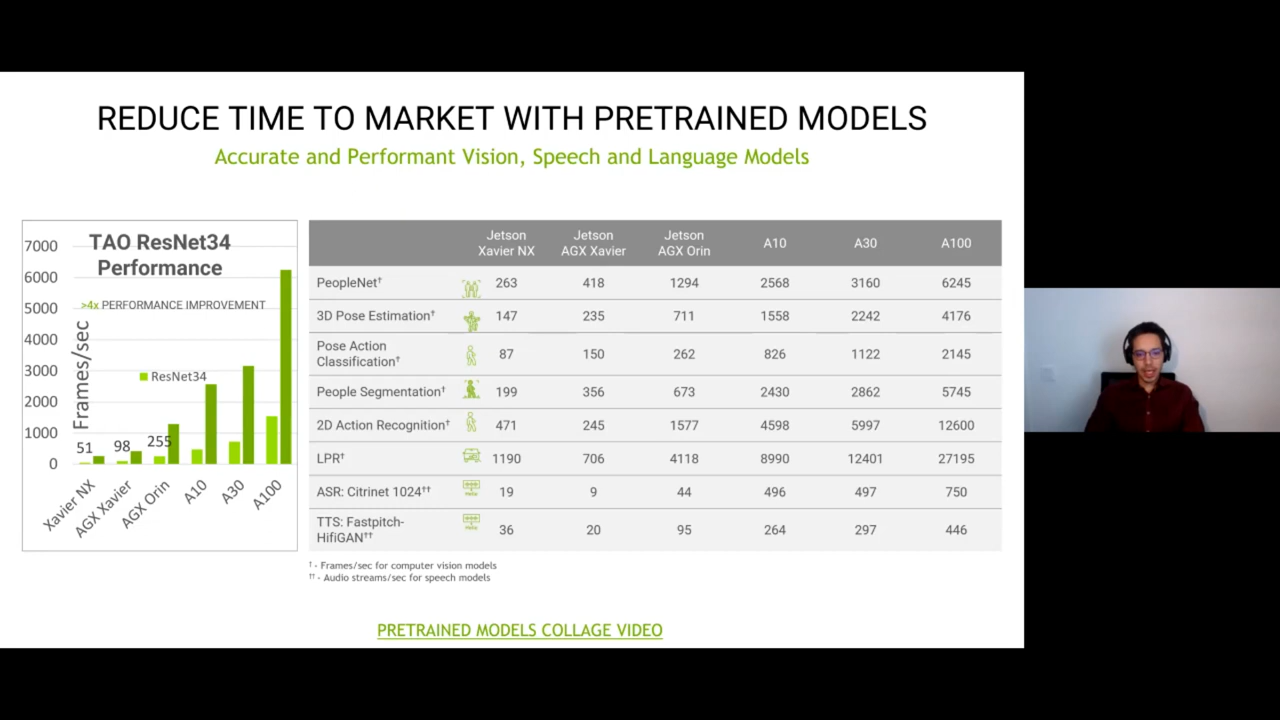 REDUCE TIME TO MARKET WITH PRETRAINED MODELS
Accurate and Performant Vision, Speech and Language Models
TAO ResNet34
Performance
>4x PERFORMANCE IMPROVEMENT
Frames/sec
ResNet34
7000
6000
5000
4000
3000
2000
1000
0
51 98 255
Xavier NX AGX Xavier AGX Orin A10 A30 A100
Jetson Xavier NX Jetson AGX Xavier Jetson AGX Orin A10 A30 A100
PeopleNet† 263 418 1294 2568 3160 6245
3D Pose Estimation† 147 235 711 1558 2242 4176
Pose Action
Classification† 87 150 262 826 1122 2145
People Segmentation† 199 356 673 2430 2862 5745
2D Action Recognition† 471 245 1577 4598 5997 12600
LPR† 1190 706 4118 8990 12401 27195
ASR: Citrinet 1024†† 19 9 44 496 497 750
TTS: Fastpitch-
HifiGAN†† 36 20 95 264 297 446
† - Frames/sec for computer vision models
†† - Audio streams/sec for speech models
PRETRAINED MODELS COLLAGE VIDEO